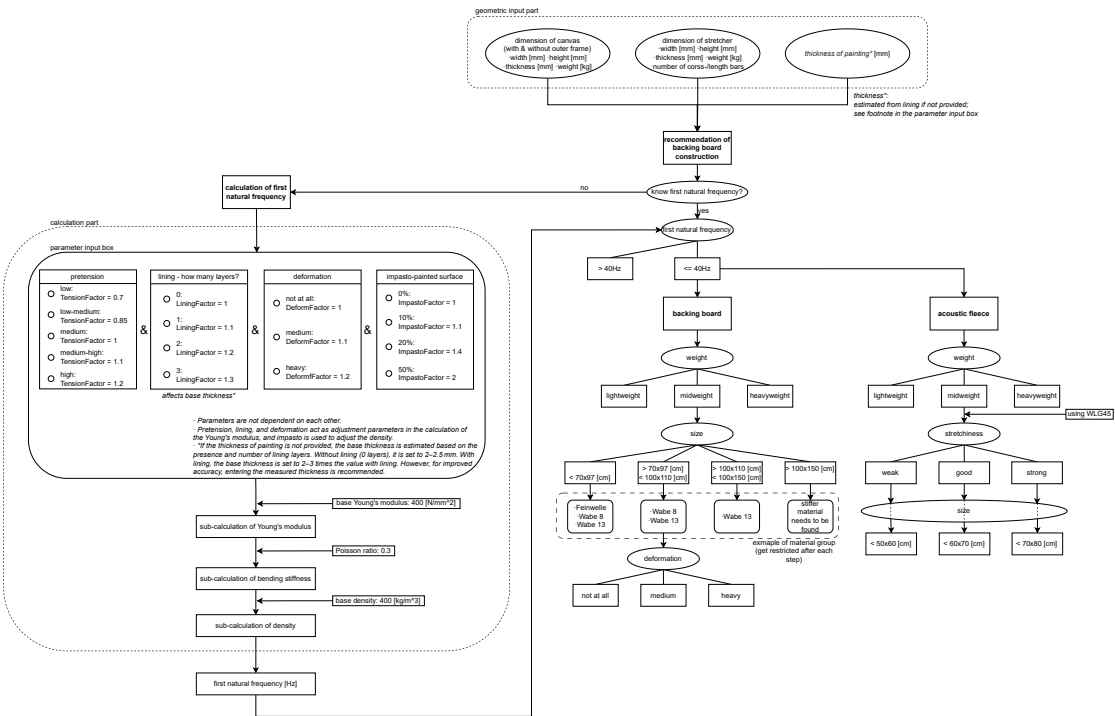 geometric input part
dimension of canvas
(with & without outer frame)
·width [mm] ·height [mm]
·thickness [mm] ·weight [kg]
dimension of stretcher
·width [mm] ·height [mm]
·thickness [mm] ·weight [kg]
·number of corss-/length bars
thickness of painting* [mm]
thickness*:
estimated from lining if not provided;
see footnote in the parameter input box
recommendation of
backing board
construction
know first natural frequency?
no
yes
calculation of first
natural frequency
calculation part
parameter input box
pretension
low:
TensionFactor = 0.7
low-medium:
TensionFactor = 0.85
medium:
TensionFactor = 1
medium-high:
TensionFactor = 1.1
high:
TensionFactor = 1.2
&
lining - how many layers?
0:
LiningFactor = 1
1:
LiningFactor = 1.1
2:
LiningFactor = 1.2
3:
LiningFactor = 1.3
affects base thickness*
&
deformation
not at all:
DeformFactor = 1
medium:
DeformFactor = 1.1
heavy:
DeformfFactor = 1.2
&
impasto-painted surface
0%:
ImpastoFactor = 1
10%:
ImpastoFactor = 1.1
20%:
ImpastoFactor = 1.4
50%:
ImpastoFactor = 2
· Parameters are not dependent on each other.
· Pretension, lining, and deformation act as adjustment parameters in the calculation of
the Young's modulus, and impasto is used to adjust the density.
· *If the thickness of painting is not provided, the base thickness is estimated based on the
presence and number of lining layers. Without lining (0 layers), it is set to 2–2.5 mm. With
lining, the base thickness is set to 2–3 times the value with lining. However, for improved
accuracy, entering the measured thickness is recommended.
base Young's modulus: 400 [N/mm^2]
sub-calculation of Young's modulus
Poisson ratio: 0.3
sub-calculation of bending stiffness
base density: 400 [kg/m^3]
sub-calculation of density
first natural frequency [Hz]
first natural frequency
> 40Hz
<= 40Hz
backing board
weight
lightweight
midweight
heavyweight
size
< 70x97 [cm]
> 70x97 [cm]
< 100x110 [cm]
> 100x110 [cm]
< 100x150 [cm]
> 100x150 [cm]
·Feinwelle
·Wabe 8
·Wabe 13
·Wabe 8
·Wabe 13
·Wabe 13
stiffer
material
needs to be
found
exmaple of material group
(get restricted after each
step)
deformation
not at all
medium
heavy
acoustic fleece
weight
lightweight
midweight
heavyweight
using WLG45
stretchiness
weak
good
strong
size
< 50x60 [cm]
< 60x70 [cm]
< 70x80 [cm]